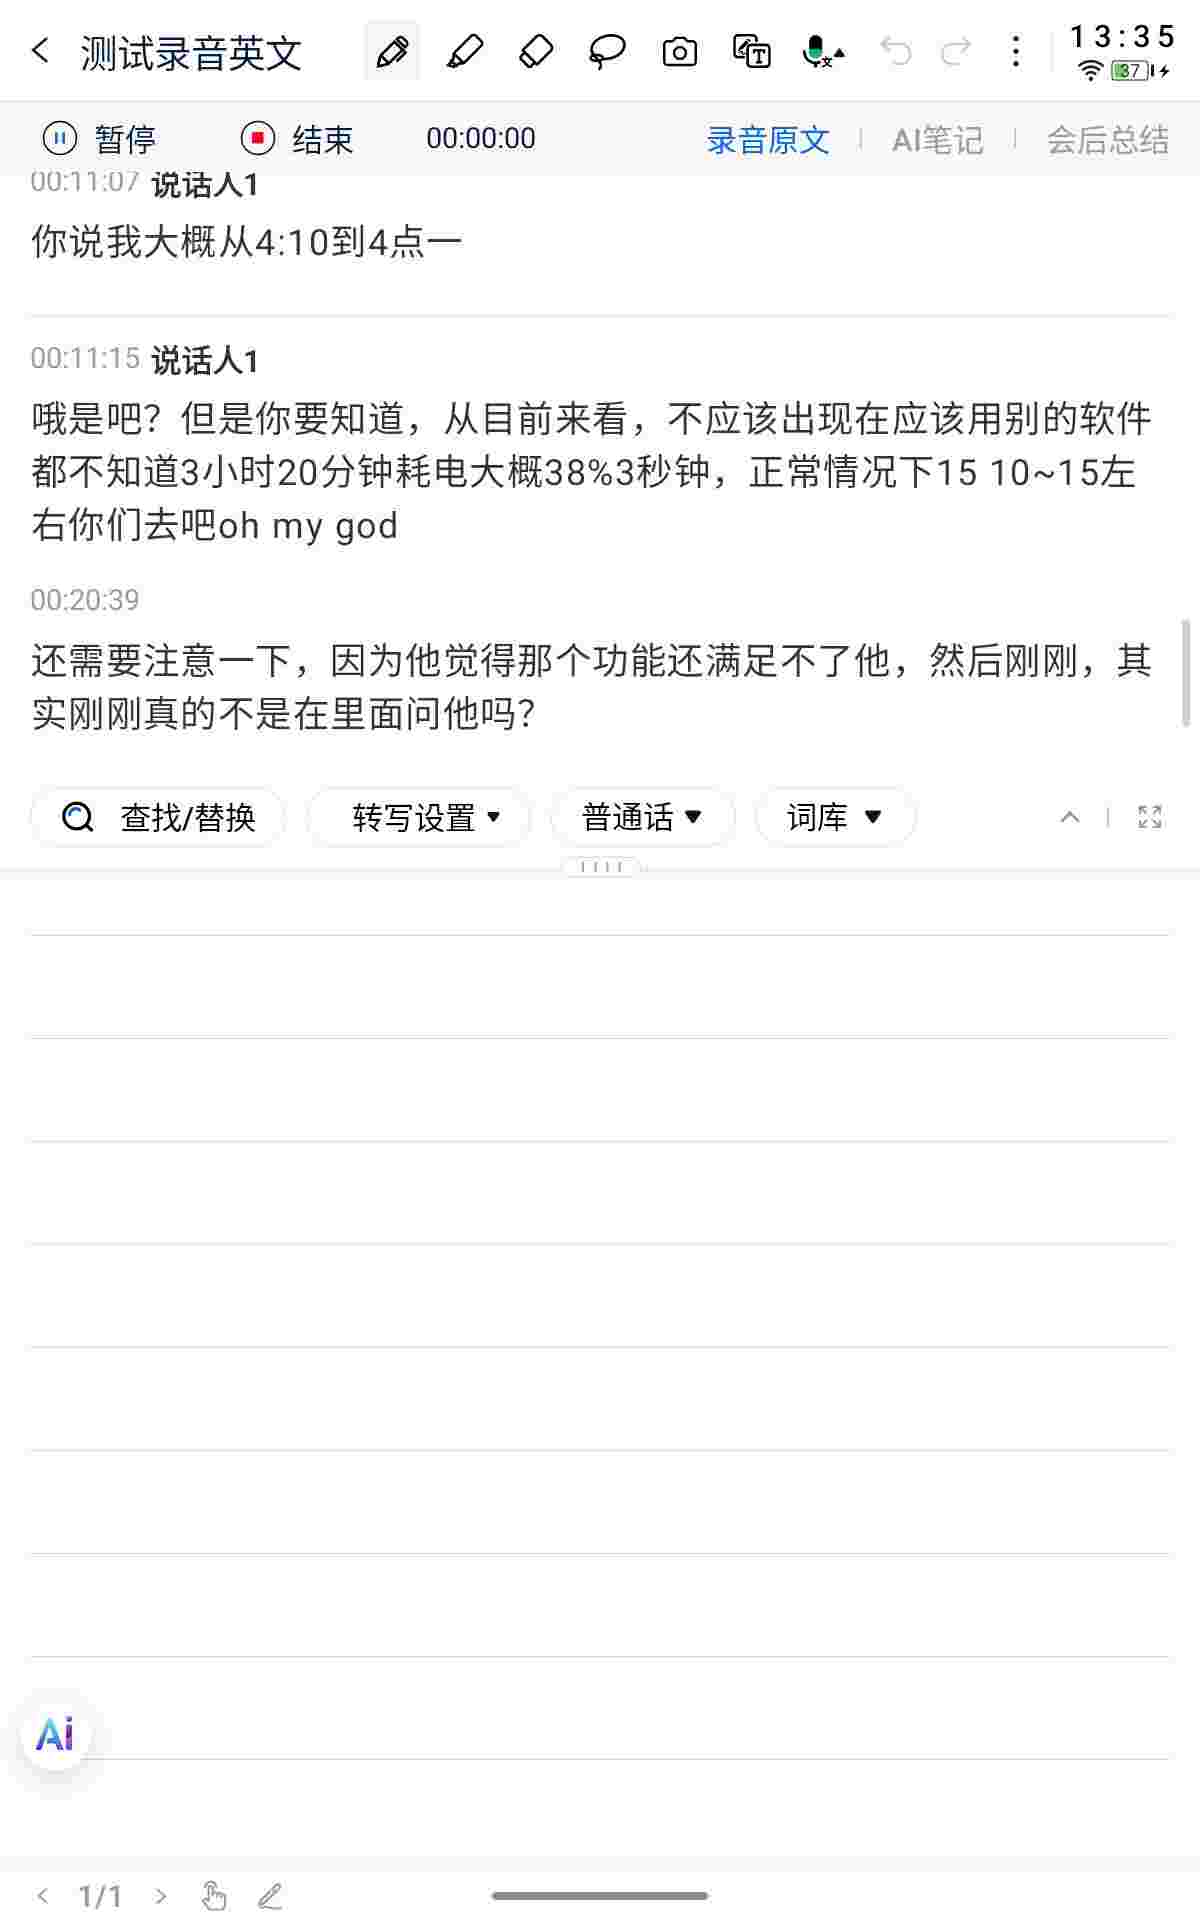 测试录音英文
13:35
37
暂停 结束 00:00:00 录音原文 AI笔记 会后总结
00:11:07 说话人1
你说我大概从4:10到4点一
00:11:15 说话人1
哦是吧？但是你要知道，从目前来看，不应该出现在应该用别的软件
都不知道3小时20分钟耗电大概38%3秒钟，正常情况下15 10~15左
右你们去吧oh my god
00:20:39
还需要注意一下，因为他觉得那个功能还满足不了他，然后刚刚，其
实刚刚真的不是在里面问他吗？
查找/替换 转写设置 普通话 词库
Ai
1/1